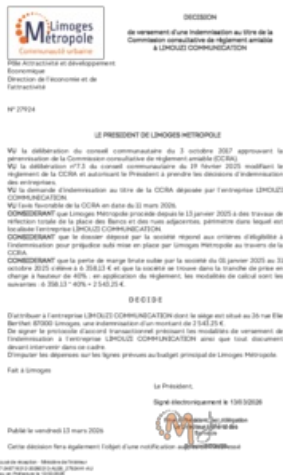 Limoges
Métropole
Communauté urbaine
DECISION
de versement d'une indemnisation au titre de la
Commission consultative de règlement amiable
à LIMOUZI COMMUNICATION
Pôle Attractivité et développement
Economique
Direction de l'économie et de
l'attractivité
N° 27924
LE PRESIDENT DE LIMOGES METROPOLE
VU la délibération du conseil communautaire du 3 octobre 2017 approuvant la
pérennisation de la Commission consultative de règlement amiable (CCRA).
VU la délibération n°7.3 du conseil communautaire du 19 février 2025 modifiant le
règlement de la CCRA et autorisant le Président à prendre les décisions d'indemnisation
des entreprises.
VU la demande d'indemnisation au titre de la CCRA déposée par l'entreprise LIMOUZI
COMMUNICATION
VU l'avis favorable de la CCRA en date du 11 mars 2026,
CONSIDERANT que Limoges Métropole procède depuis le 13 janvier 2025 à des travaux de
réfection totale de la place des Bancs et des rues adjacentes, périmètre dans lequel est
localisée l'entreprise LIMOUZI COMMUNICATION.
CONSIDERANT que le dossier déposé par la société répond aux critères d'éligibilité à
l'indemnisation pour préjudice subi mise en place par Limoges Métropole au travers de la
CCRA.
CONSIDERANT que la perte de marge brute subie par la société du 01 janvier 2025 au 31
octobre 2025 s'élève à 6 358,13 € et que la société se trouve dans la tranche de prise en
charge à hauteur de 40% : en application du règlement, les modalités de calcul sont les
suivantes : 6 358,13 * 40% = 2 543,25 €.
DECIDE
D'attribuer à l'entreprise LIMOUZI COMMUNICATION dont le siège est situé au 26 rue Elie
Berthet 87000 Limoges, une indemnisation d'un montant de 2 543,25 €.
De signer le protocole d'accord transactionnel précisant les modalités de versement de
l'indemnisation à l'entreprise LIMOUZI COMMUNICATION ainsi que tout document
devant intervenir dans ce cadre.
D'imputer les dépenses sur les lignes prévues au budget principal de Limoges Métropole.
Fait à Limoges
Le Président,
Signé électroniquement le 13/03/2026
Publié le vendredi 13 mars 2026
Cette décision fera également l'objet d'une notification